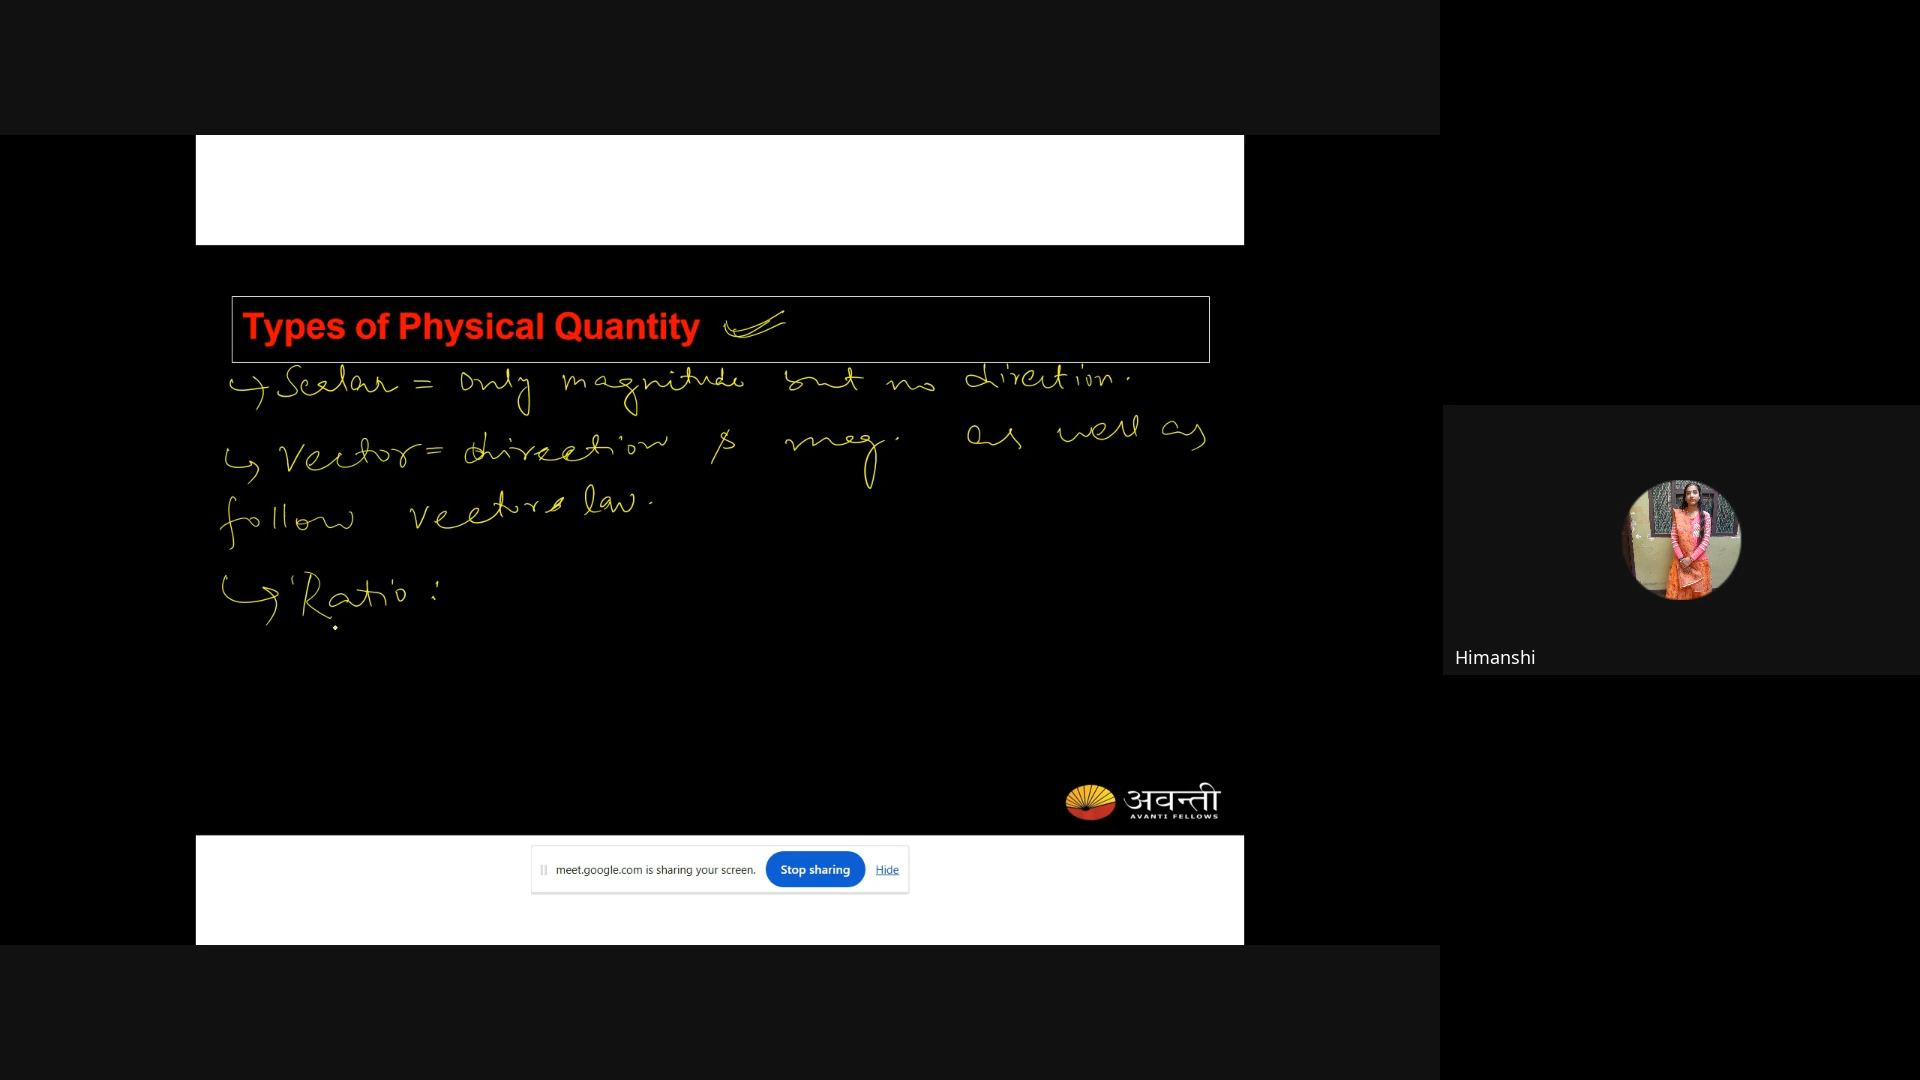 Types of Physical Quantity
↳ Scalar = only magnitude but no direction.
↳ Vector = direction & mag. as well as
follow vectors law.
↳ 'Ratio :
अवन्ती
AVANTI FELLOWS
meet.google.com is sharing your screen. Stop sharing Hide
Himanshi